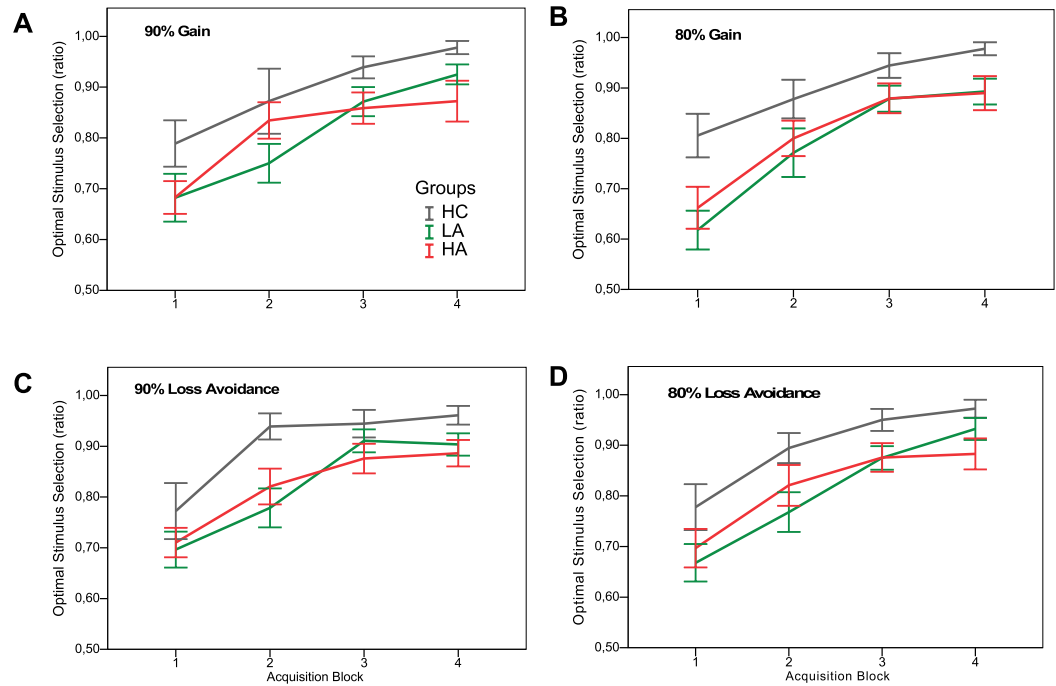 A
90% Gain
Optimal Stimulus Selection (ratio)
1,00
0,90
0,80
0,70
0,60
0,50
1 2 3 4
Groups
HC
LA
HA
B
80% Gain
Optimal Stimulus Selection (ratio)
1,00
0,90
0,80
0,70
0,60
0,50
1 2 3 4
C
90% Loss Avoidance
Optimal Stimulus Selection (ratio)
1,00
0,90
0,80
0,70
0,60
0,50
1 2 3 4
Acquisition Block
D
80% Loss Avoidance
Optimal Stimulus Selection (ratio)
1,00
0,90
0,80
0,70
0,60
0,50
1 2 3 4
Acquisition Block